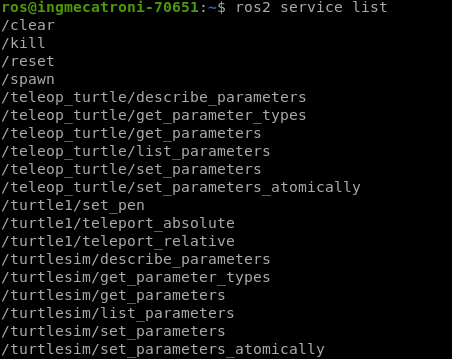 ros@ingmecatroni-70651:~$ ros2 service list
/clear
/kill
/reset
/spawn
/teleop_turtle/describe_parameters
/teleop_turtle/get_parameter_types
/teleop_turtle/get_parameters
/teleop_turtle/list_parameters
/teleop_turtle/set_parameters
/teleop_turtle/set_parameters_atomically
/turtle1/set_pen
/turtle1/teleport_absolute
/turtle1/teleport_relative
/turtlesim/describe_parameters
/turtlesim/get_parameter_types
/turtlesim/get_parameters
/turtlesim/list_parameters
/turtlesim/set_parameters
/turtlesim/set_parameters_atomically